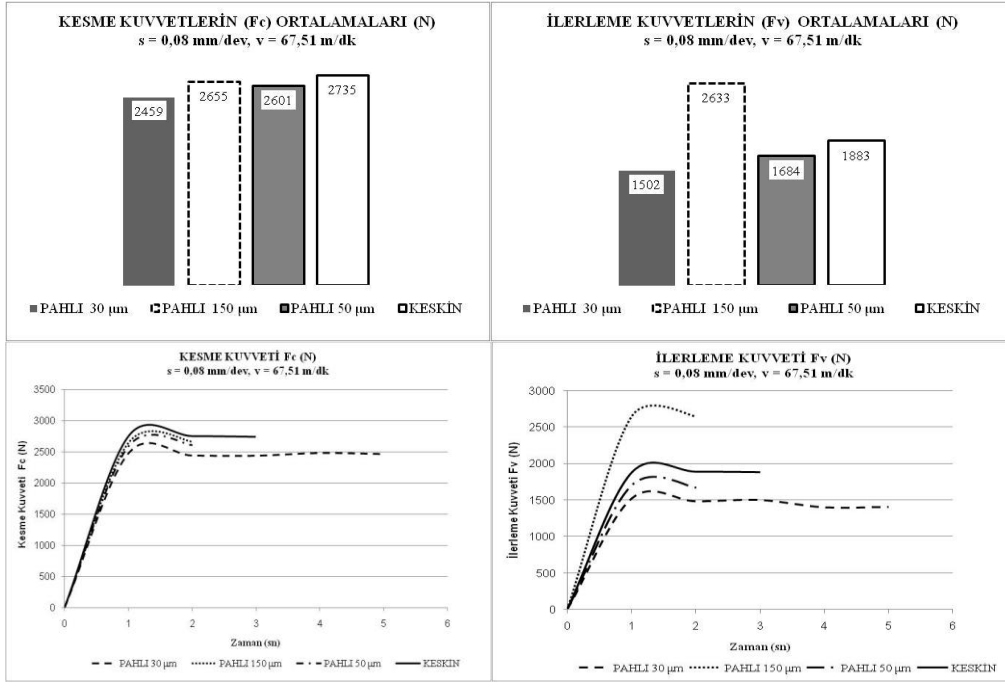 KESME KUVVETLERİN (Fc) ORTALAMALARI (N)
s = 0,08 mm/dev, v = 67,51 m/dk
2459
2655
2601
2735
PAHLI 30 µm
PAHLI 150 µm
PAHLI 50 µm
KESKİN
İLERLEME KUVVETLERİN (Fv) ORTALAMALARI (N)
s = 0,08 mm/dev, v = 67,51 m/dk
1502
2633
1684
1883
PAHLI 30 µm
PAHLI 150 µm
PAHLI 50 µm
KESKİN
KESME KUVVETİ Fc (N)
s = 0,08 mm/dev, v = 67,51 m/dk
3500
3000
2500
2000
1500
1000
500
0
Kesme Kuvveti Fc (N)
0 1 2 3 4 5 6
Zaman (sn)
PAHLI 30 µm
PAHLI 150 µm
PAHLI 50 µm
KESKİN
İLERLEME KUVVETİ Fv (N)
s = 0,08 mm/dev, v = 67,51 m/dk
3000
2500
2000
1500
1000
500
0
İlerleme Kuvveti Fv (N)
0 1 2 3 4 5 6
Zaman (sn)
PAHLI 30 µm
PAHLI 150 µm
PAHLI 50 µm
KESKİN